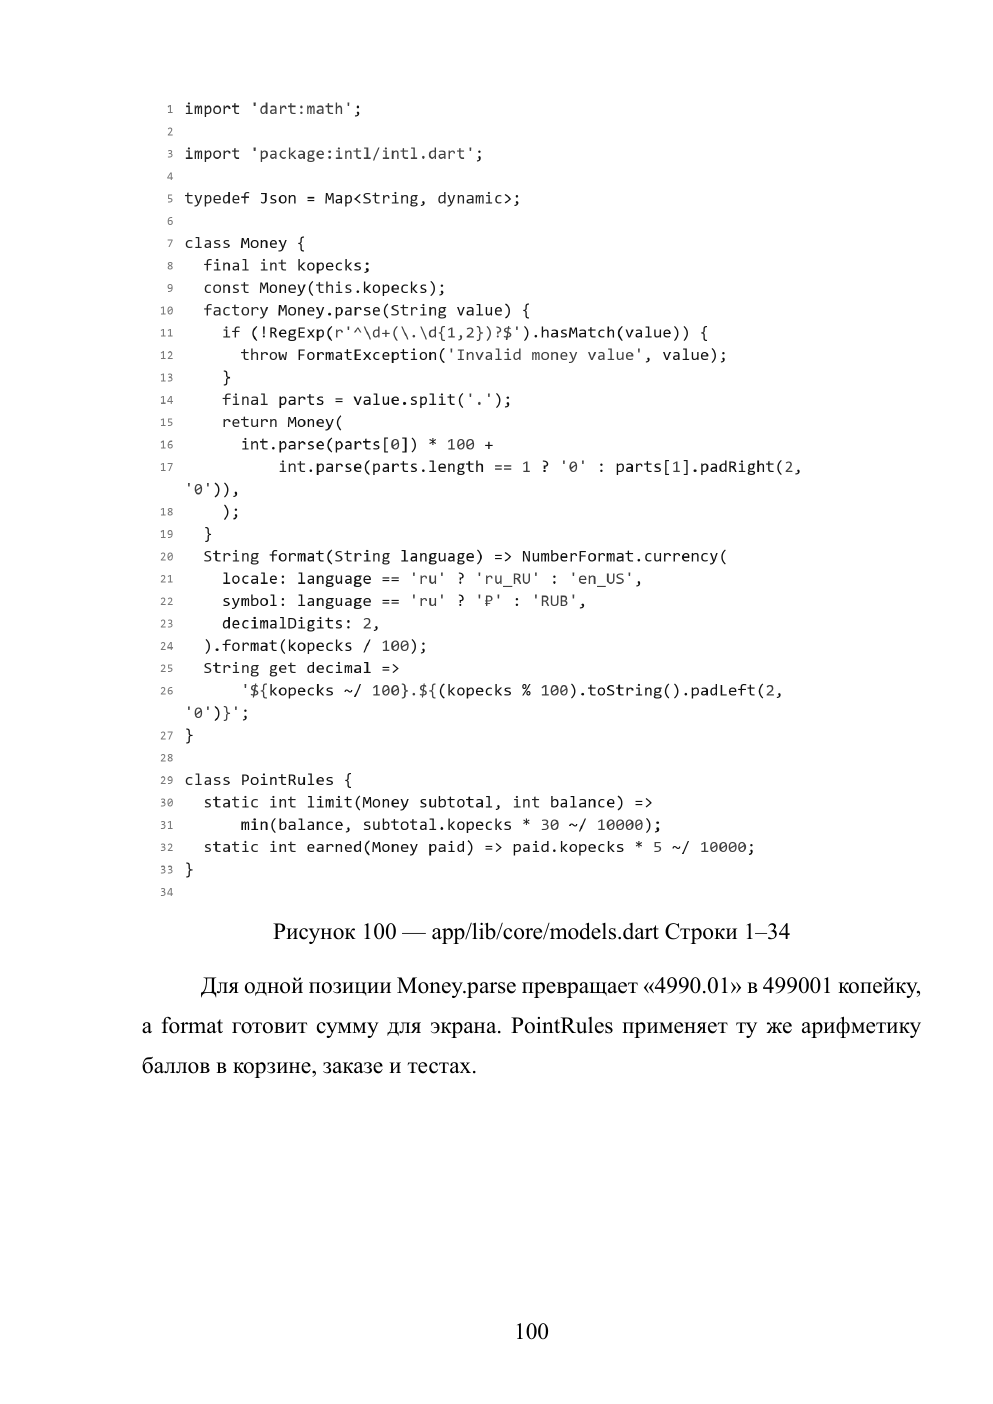 1 import 'dart:math';
2
3 import 'package:intl/intl.dart';
4
5 typedef Json = Map<String, dynamic>;
6
7 class Money {
8   final int kopecks;
9   const Money(this.kopecks);
10   factory Money.parse(String value) {
11     if (!RegExp(r'^\d+(\.\d{1,2})?$').hasMatch(value)) {
12       throw FormatException('Invalid money value', value);
13     }
14     final parts = value.split('.');
15     return Money(
16       int.parse(parts[0]) * 100 +
17           int.parse(parts.length == 1 ? '0' : parts[1].padRight(2,
'0')),
18     );
19   }
20   String format(String language) => NumberFormat.currency(
21     locale: language == 'ru' ? 'ru_RU' : 'en_US',
22     symbol: language == 'ru' ? '₽' : 'RUB',
23     decimalDigits: 2,
24   ).format(kopecks / 100);
25   String get decimal =>
26       '${kopecks ~/ 100}.${(kopecks % 100).toString().padLeft(2,
'0')}';
27 }
28
29 class PointRules {
30   static int limit(Money subtotal, int balance) =>
31       min(balance, subtotal.kopecks * 30 ~/ 10000);
32   static int earned(Money paid) => paid.kopecks * 5 ~/ 10000;
33 }
34
Рисунок 100 — app/lib/core/models.dart Строки 1–34
Для одной позиции Money.parse превращает «4990.01» в 499001 копейку,
а format готовит сумму для экрана. PointRules применяет ту же арифметику
баллов в корзине, заказе и тестах.
100